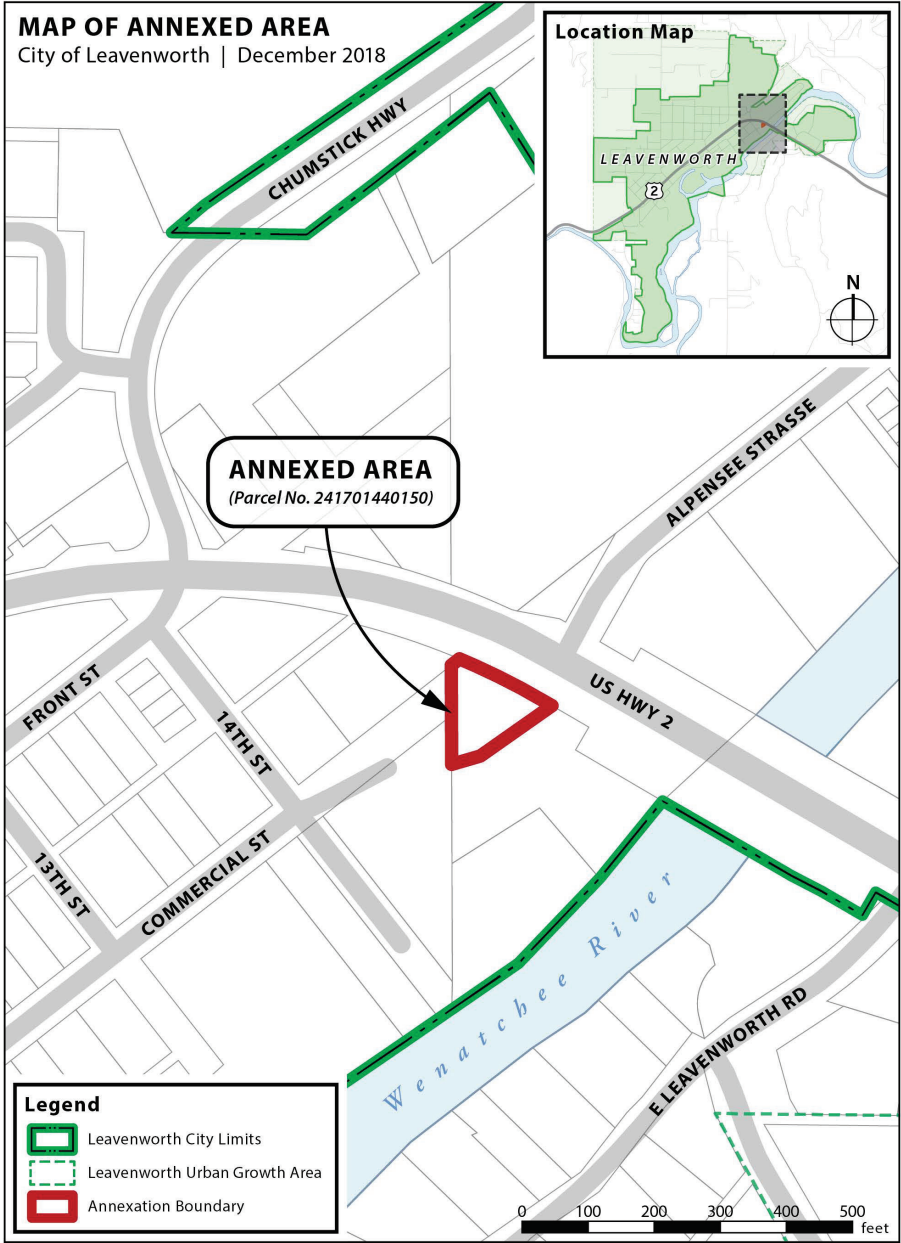 MAP OF ANNEXED AREA
City of Leavenworth | December 2018
Location Map
LEAVENWORTH
2
N
CHUMSTICK HWY
ALPENSEE STRASSE
ANNEXED AREA
(Parcel No. 241701440150)
US HWY 2
FRONT ST
14TH ST
13TH ST
COMMERCIAL ST
Wenatchee River
E LEAVENWORTH RD
Legend
Leavenworth City Limits
Leavenworth Urban Growth Area
Annexation Boundary
0 100 200 300 400 500
feet